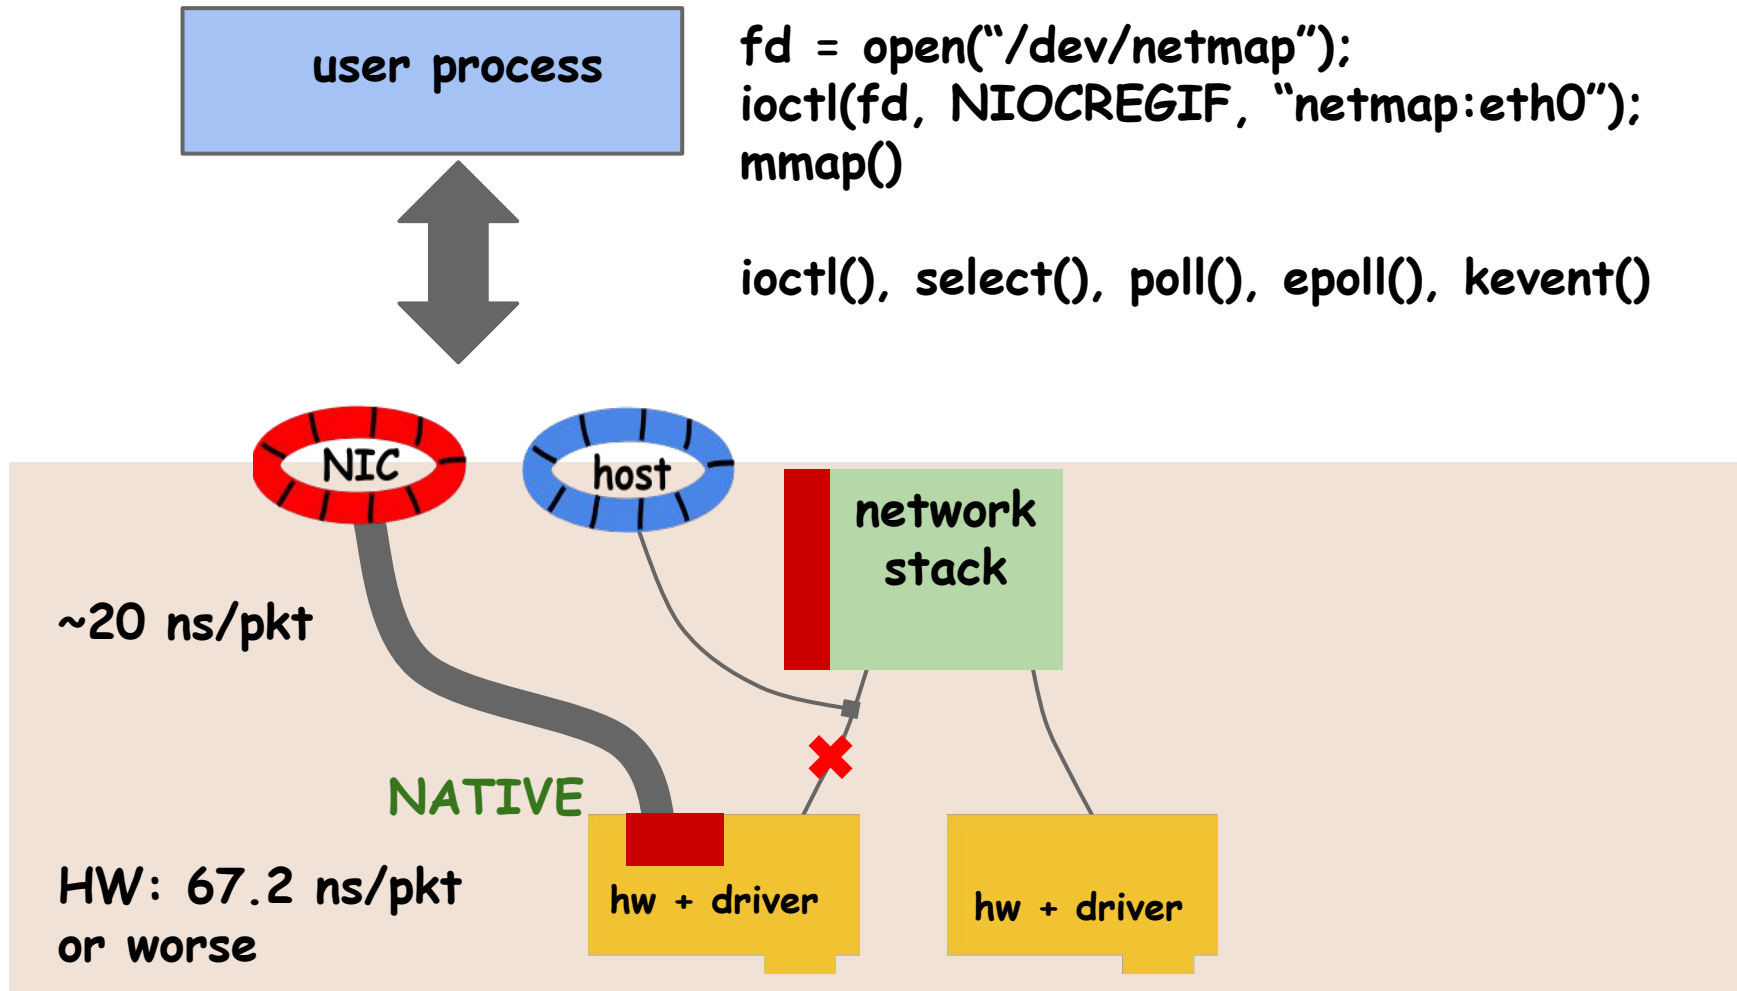 user process
fd = open(“/dev/netmap”);
ioctl(fd, NIOCREGIF, “netmap:eth0”);
mmap()
ioctl(), select(), poll(), epoll(), kevent()
NIC
host
network
stack
~20 ns/pkt
NATIVE
HW: 67.2 ns/pkt
or worse
hw + driver
hw + driver